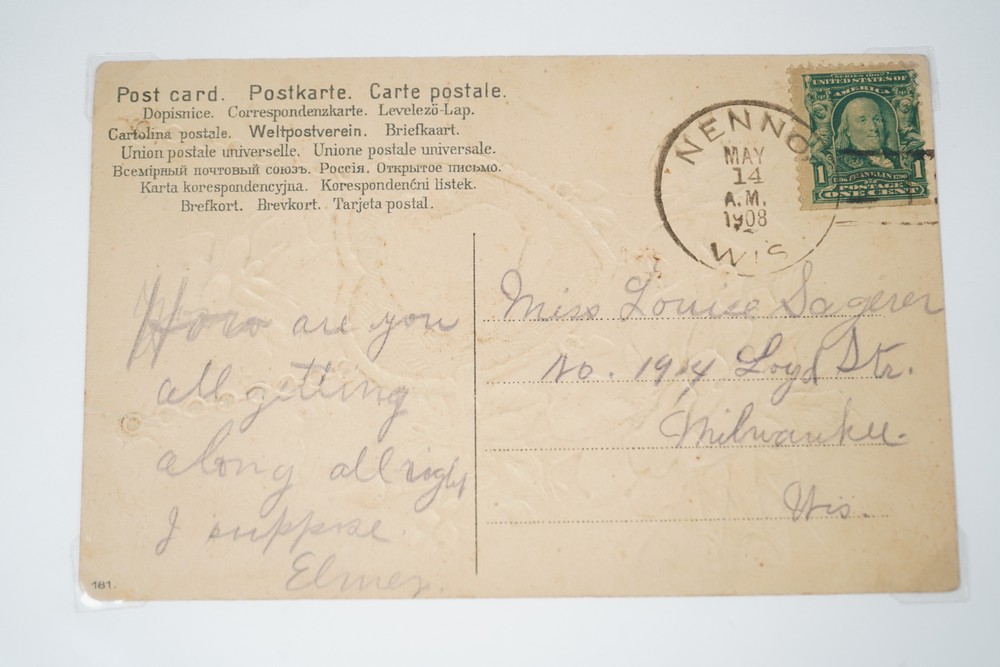 Post card. Postkarte. Carte postale.
Dopisnice. Correspondenzkarte. Levelező-Lap.
Cartolina postale. Weltpostverein. Briefkaart.
Union postale universelle. Unione postale universale.
Всемірный почтовый союзъ. Россія. Открытое письмо.
Karta korespondencyjna. Korespondenční listek.
Brefkort. Brevkort. Tarjeta postal.
NENNO
MAY
14
A.M.
1908
WIS
SERIES 1902
UNITED STATES OF
AMERICA
FRANKLIN
1 POSTAGE 1
ONE CENT
How are you
all getting
along all right
I suppose
Elmer
Miss Louise Sagerer
No. 1914 Loyd Str.
Milwaukee.
Wis.
181.